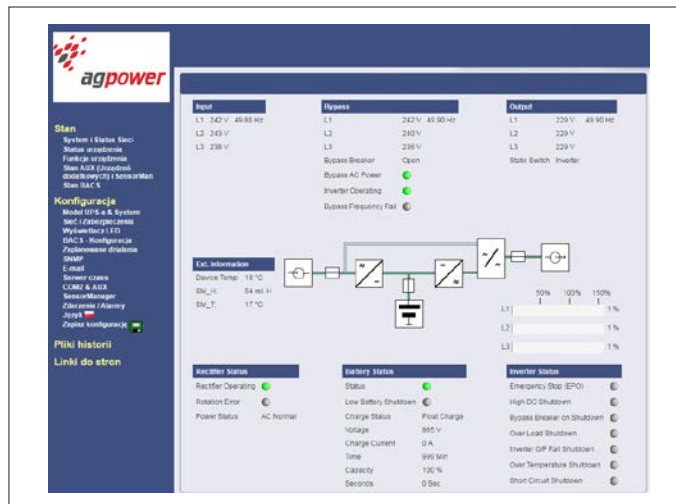 agpower
Stan
System i Status Sieci
Status urządzenia
Funkcje urządzenia
Stan AUX (Urządzeń
dodatkowych) i SensorMan
Stan BACS
Konfiguracja
Model UPS-a & System
Sieć i Zabezpieczenia
Wyświetlacz LED
BACS - Konfiguracja
Zaplanowane działania
SNMP
E-mail
Serwer czasu
COM2 & AUX
SensorManager
Zdarzenia / Alarmy
Język
Zapisz konfigurację
Pliki historii
Linki do stron
Input
L1 242 V 49.88 Hz
L2 243 V
L3 238 V
Bypass
L1 242 V 49.90 Hz
L2 240 V
L3 236 V
Bypass Breaker Open
Bypass AC Power
Inverter Operating
Bypass Frequency Fail
Output
L1 229 V 49.90 Hz
L2 229 V
L3 229 V
Static Switch Inverter
Ext. Information
Device Temp 18 °C
SM_H: 54 rel. H
SM_T: 17 °C
50% 100% 150%
L1 1 %
L2 1 %
L3 1 %
Rectifier Status
Rectifier Operating
Rotation Error
Power Status AC Normal
Battery Status
Status
Low Battery Shutdown
Charge Status Float Charge
Voltage 865 V
Charge Current 0 A
Time 999 Min
Capacity 100 %
Seconds 0 Sec
Inverter Status
Emergency Stop (EPO)
High DC Shutdown
Bypass Breaker on Shutdown
Over Load Shutdown
Inverter O/P Fail Shutdown
Over Temperature Shutdown
Short Circuit Shutdown